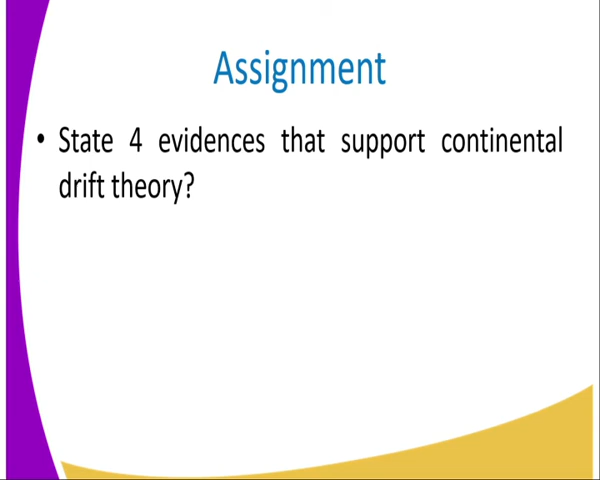 Assignment
• State 4 evidences that support continental
drift theory?